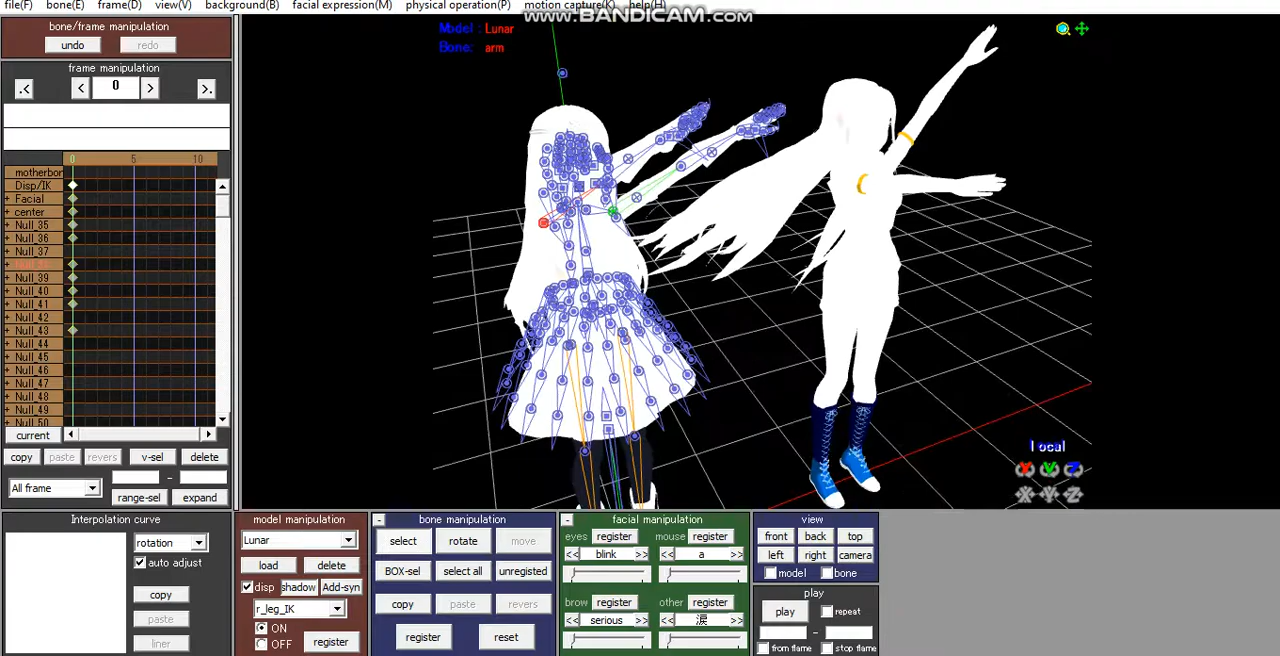 file(F) bone(E) frame(D) view(V) background(B) facial expression(M) physical operation(P) motion capture(K) help(H)
www.BANDICAM.com
bone/frame manipulation
undo redo
frame manipulation
.< < 0 > >.
0 5 10
motherbor
Disp/IK
+ Facial
+ center
+ Null_35
+ Null_36
+ Null_37
+ Null_39
+ Null_40
+ Null_41
+ Null_42
+ Null_43
+ Null_44
+ Null_45
+ Null_46
+ Null_47
+ Null_48
+ Null_49
+ Null_50
current
copy paste revers v-sel delete
-
All frame range-sel expand
Model : Lunar
Bone: arm
local
X Y Z
X Y Z
Interpolation curve
rotation
auto adjust
copy
paste
liner
model manipulation
Lunar
load delete
disp shadow Add-syn
r_leg_IK
ON
OFF register
- bone manipulation
select rotate move
BOX-sel select all unregisted
copy paste revers
register reset
- facial manipulation
eyes register mouse register
<< blink >> << a >>
brow register other register
<< serious >> << 涙 >>
view
front back top
left right camera
model bone
play
play repeat
-
from flame stop flame